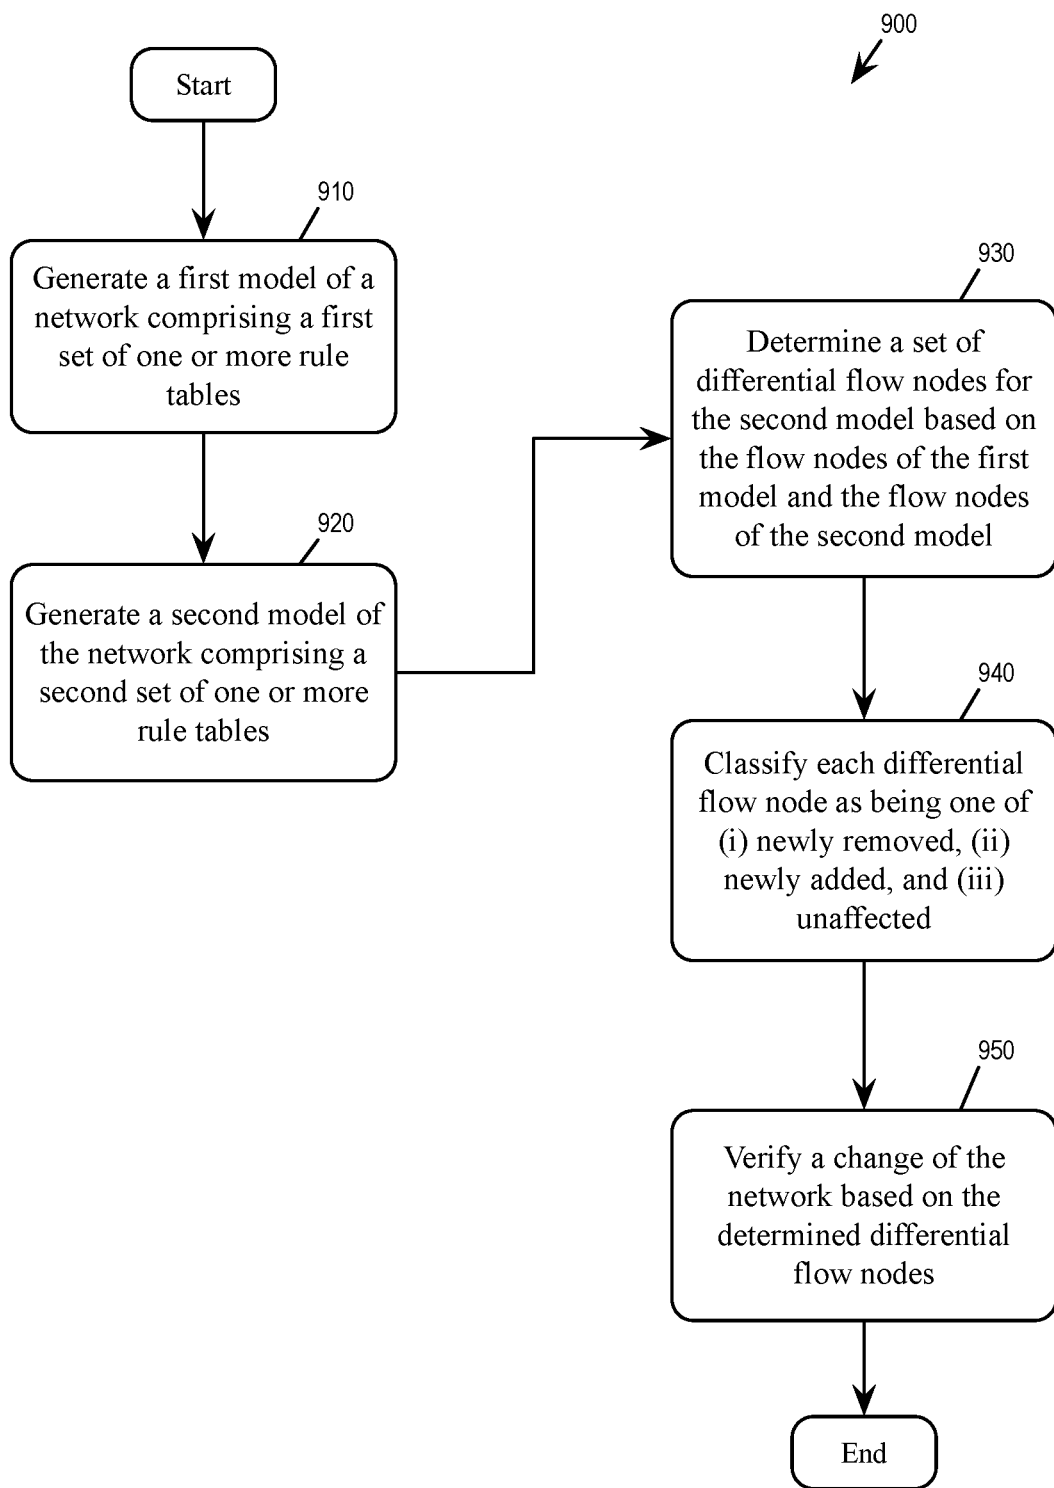 900
Start
910
Generate a first model of a
network comprising a first
set of one or more rule
tables
920
Generate a second model of
the network comprising a
second set of one or more
rule tables
930
Determine a set of
differential flow nodes for
the second model based on
the flow nodes of the first
model and the flow nodes
of the second model
940
Classify each differential
flow node as being one of
(i) newly removed, (ii)
newly added, and (iii)
unaffected
950
Verify a change of the
network based on the
determined differential
flow nodes
End